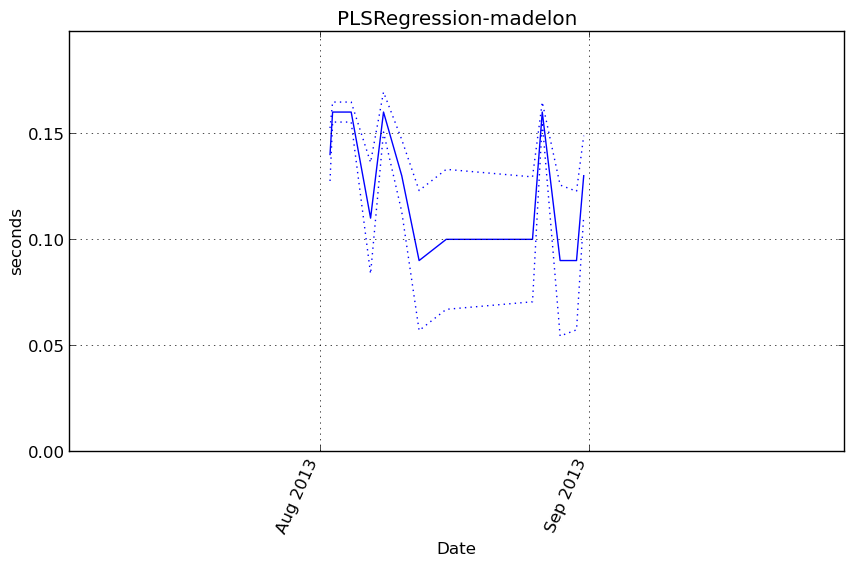 PLSRegression-madelon
seconds
0.15
0.10
0.05
0.00
Aug 2013
Sep 2013
Date